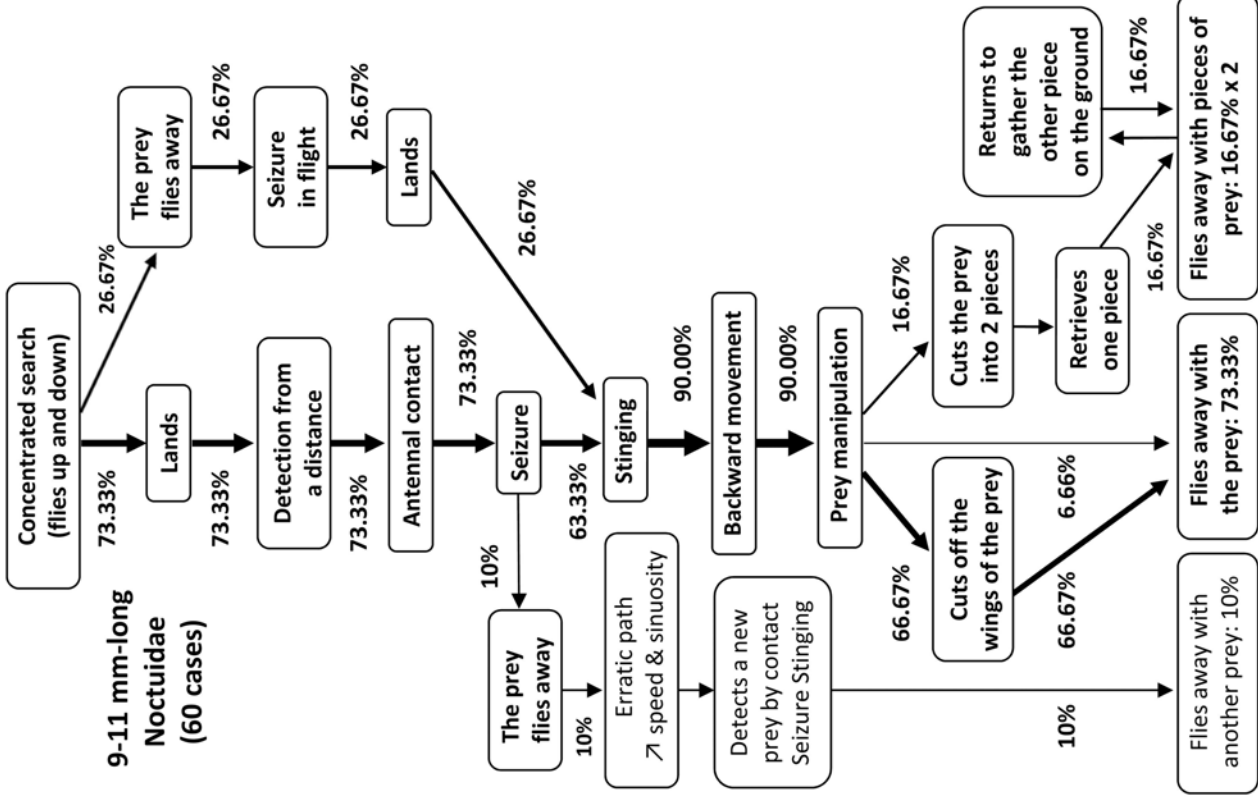 9-11 mm-long
Noctuidae
(60 cases)
Concentrated search
(flies up and down)
73.33%
26.67%
Lands
The prey
flies away
73.33%
26.67%
Detection from
a distance
Seizure
in flight
73.33%
26.67%
Antennal contact
Lands
73.33%
26.67%
Seizure
10%
63.33%
The prey
flies away
10%
Stinging
Erratic path
↗ speed & sinuosity
90.00%
Backward movement
Detects a new
prey by contact
Seizure Stinging
90.00%
Prey manipulation
66.67%
6.66%
16.67%
Cuts off the
wings of the prey
Cuts the prey
into 2 pieces
Returns to
gather the
other piece
on the ground
Retrieves
one piece
10%
66.67%
16.67%
16.67%
Flies away with
another prey: 10%
Flies away with
the prey: 73.33%
Flies away with pieces of
prey: 16.67% x 2